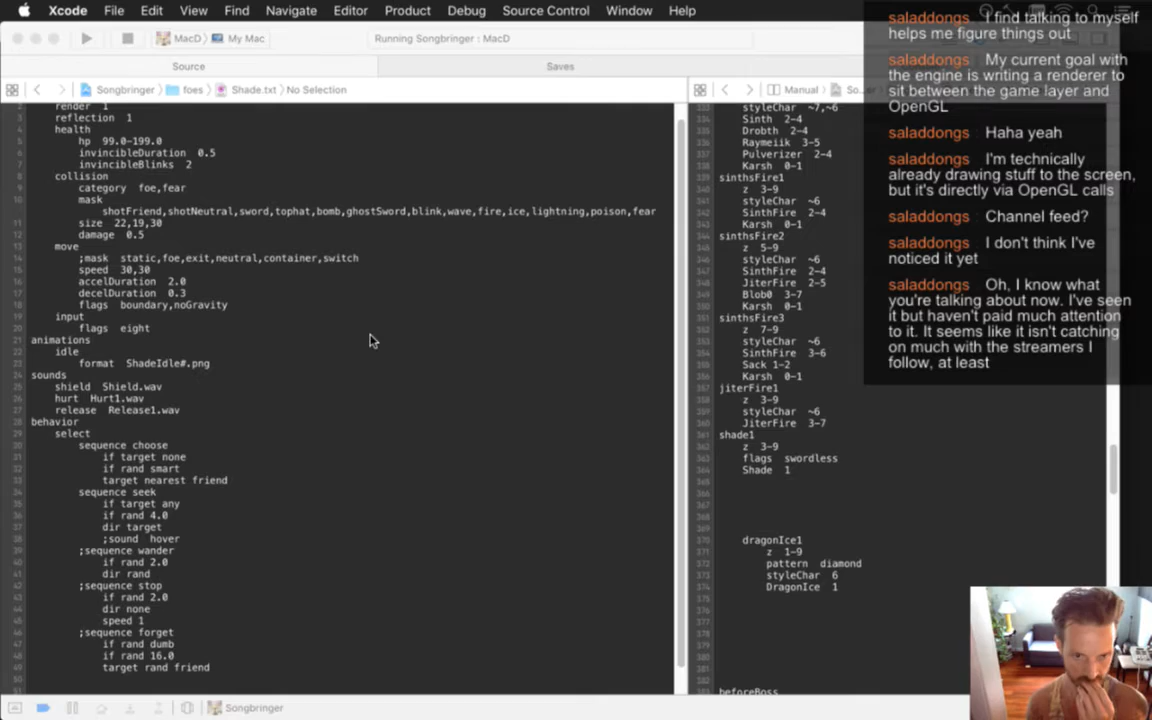 Xcode File Edit View Find Navigate Editor Product Debug Source Control Window Help
MacD My Mac
Running Songbringer : MacD
Source
Saves
Songbringer foes Shade.txt No Selection
render 1
reflection 1
health
hp 99.0-199.0
invincibleDuration 0.5
invincibleBlinks 2
collision
category foe,fear
mask
shotFriend,shotNeutral,sword,tophat,bomb,ghostSword,blink,wave,fire,ice,lightning,poison,fear
size 22,19,30
damage 0.5
move
;mask static,foe,exit,neutral,container,switch
speed 30,30
accelDuration 2.0
decelDuration 0.3
flags boundary,noGravity
input
flags eight
animations
idle
format ShadeIdle#.png
sounds
shield Shield.wav
hurt Hurt1.wav
release Release1.wav
behavior
select
sequence choose
if target none
if rand smart
target nearest friend
sequence seek
if target any
if rand 4.0
dir target
;sound hover
;sequence wander
if rand 2.0
dir rand
;sequence stop
if rand 2.0
dir none
speed 1
;sequence forget
if rand dumb
if rand 16.0
target rand friend
Songbringer
Manual So...
styleChar ~7,~6
Sinth 2-4
Drobth 2-4
Raymeiik 3-5
Pulverizer 2-4
Karsh 0-1
sinthsFire1
z 3-9
styleChar ~6
SinthFire 2-4
Karsh 0-1
sinthsFire2
z 5-9
styleChar ~6
SinthFire 2-4
JiterFire 2-5
Blob0 3-7
Karsh 0-1
sinthsFire3
z 7-9
styleChar ~6
SinthFire 3-6
Sack 1-2
Karsh 0-1
jiterFire1
z 3-9
styleChar ~6
JiterFire 3-7
shade1
z 3-9
flags swordless
Shade 1
dragonIce1
z 1-9
pattern diamond
styleChar 6
DragonIce 1
beforeBoss
saladdongs I find talking to myself
helps me figure things out
saladdongs My current goal with
the engine is writing a renderer to
sit between the game layer and
OpenGL
saladdongs Haha yeah
saladdongs I'm technically
already drawing stuff to the screen,
but it's directly via OpenGL calls
saladdongs Channel feed?
saladdongs I don't think I've
noticed it yet
saladdongs Oh, I know what
you're talking about now. I've seen
it but haven't paid much attention
to it. It seems like it isn't catching
on much with the streamers I
follow, at least